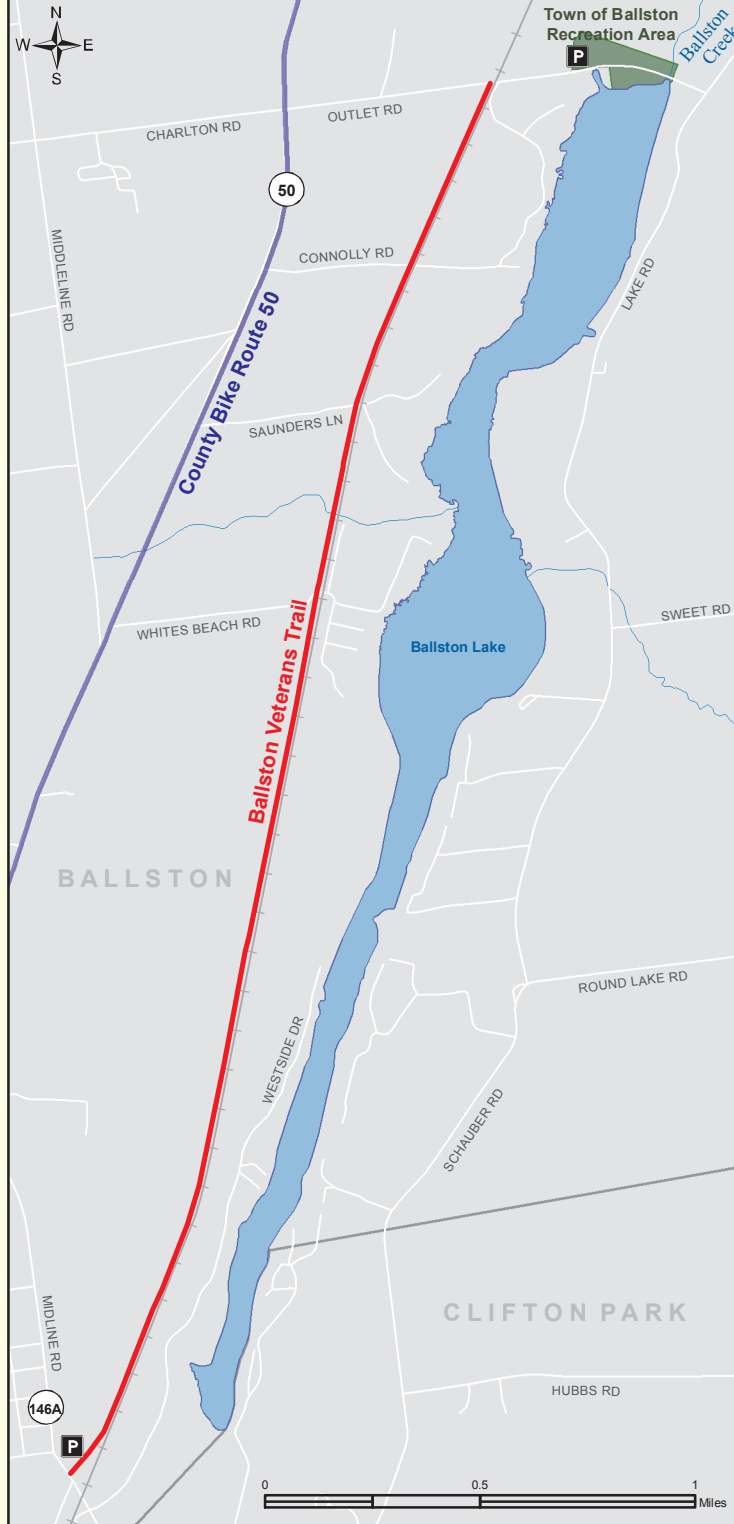 N
W E
S
Town of Ballston
Recreation Area
P
Ballston
Creek
CHARLTON RD
OUTLET RD
50
MIDDLELINE RD
CONNOLLY RD
LAKE RD
County Bike Route 50
SAUNDERS LN
WHITES BEACH RD
SWEET RD
Ballston Lake
Ballston Veterans Trail
BALLSTON
ROUND LAKE RD
WESTSIDE DR
SCHAUBER RD
CLIFTON PARK
MIDLINE RD
HUBBS RD
146A
P
0 0.5 1
Miles